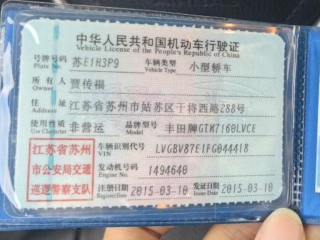 中华人民共和国机动车行驶证
Vehicle License of the People's Republic of China
号牌号码 苏E1H3P9 车辆类型 小型轿车
Plate No. Vehicle Type
所有人 贾传福
Owner
住址 江苏省苏州市姑苏区干将西路288号
Address
使用性质 非营运 品牌型号 丰田牌GTM7160LVCE
Use Character Model
江苏省苏州 车辆识别代号 LVGBV87E1FG044418
VIN
市公安局交通 发动机号码 1494640
Engine No.
巡逻警察支队 注册日期 2015-03-10 发证日期 2015-03-10
Register Date Issue Date